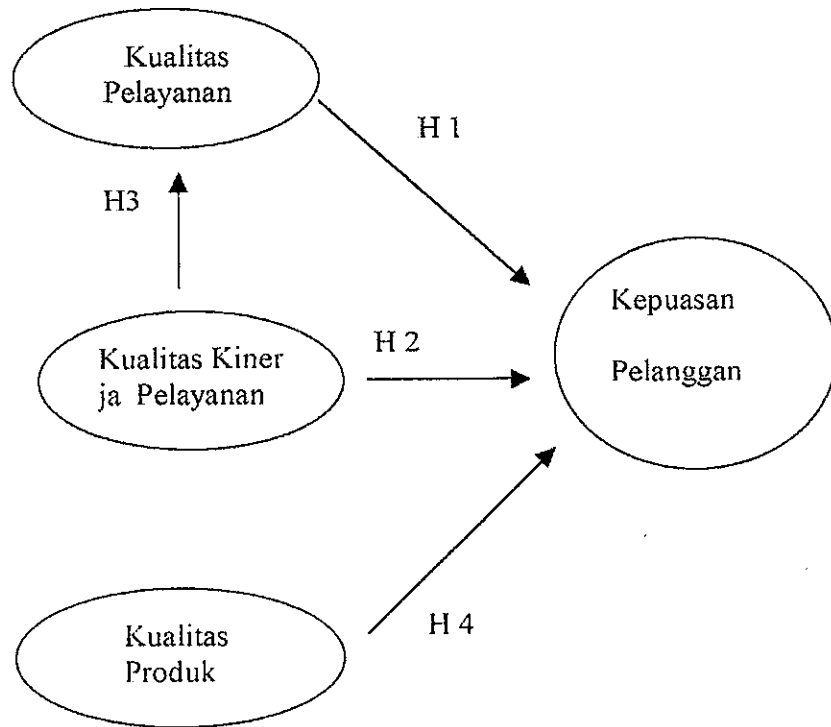 Kualitas
Pelayanan
H 1
H3
Kepuasan
Pelanggan
H 2
Kualitas Kiner
ja Pelayanan
H 4
Kualitas
Produk